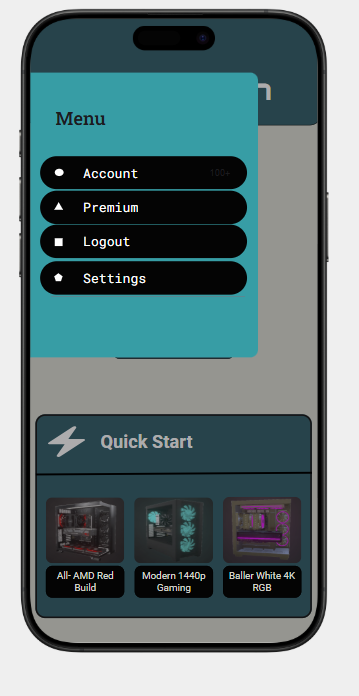 Menu
Account 100+
Premium
Logout
Settings
Quick Start
All- AMD Red
Build
Modern 1440p
Gaming
Baller White 4K
RGB